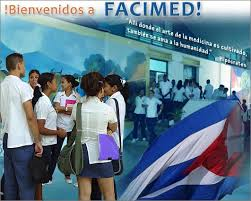 ¡Bienvenidos a FACIMED!
Allí donde el arte de la medicina es cultivado,
también se ama a la humanidad
Hipócrates